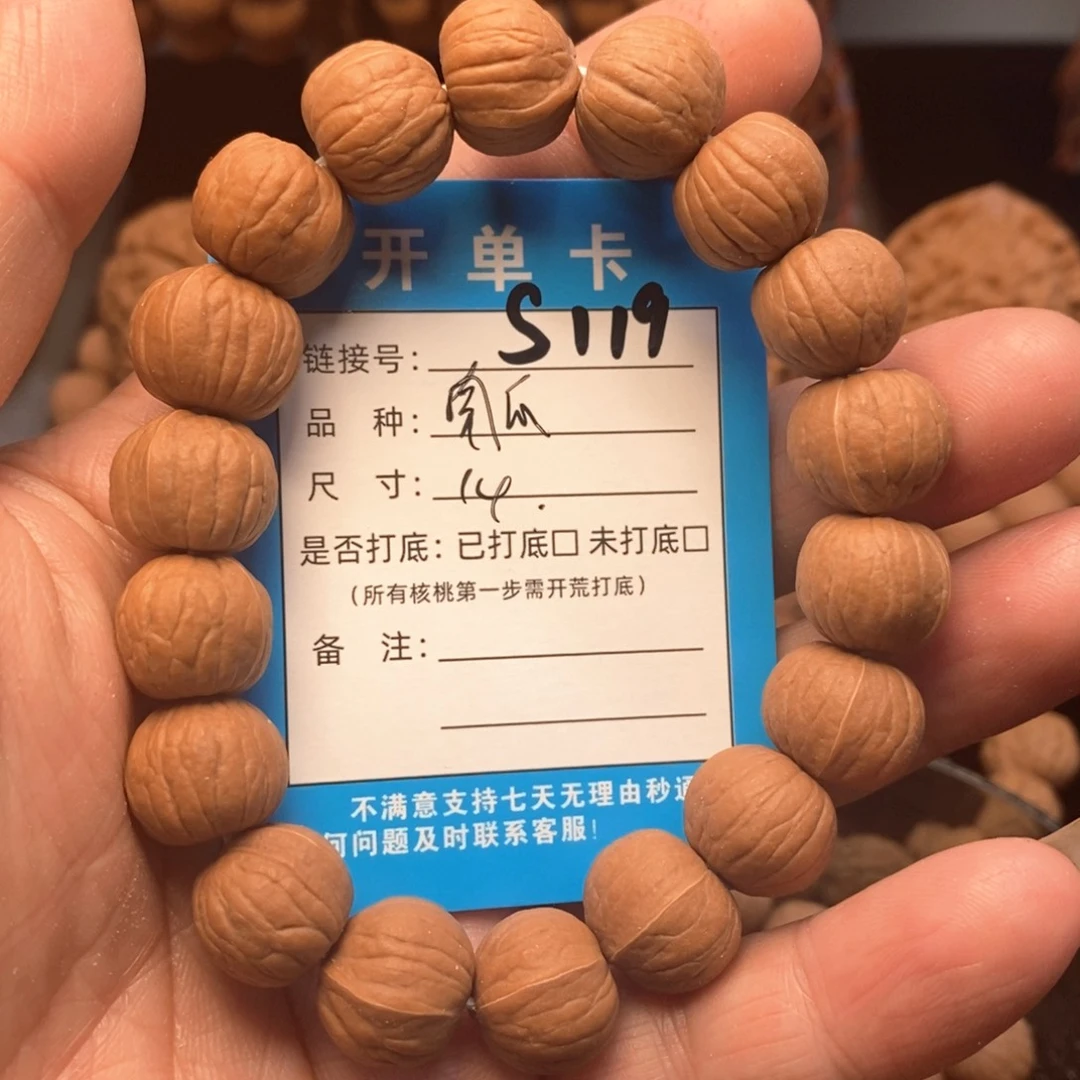 开单卡
链接号: S119
品 种:
尺 寸: 14.
是否打底: 已打底□ 未打底□
(所有核桃第一步需开荒打底)
备 注:
不满意支持七天无理由秒
问题及时联系客服!